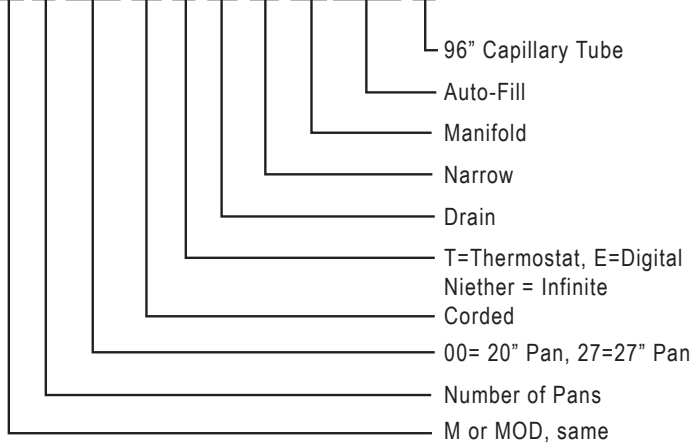 96” Capillary Tube
Auto-Fill
Manifold
Narrow
Drain
T=Thermostat, E=Digital
Niether = Infinite
Corded
00= 20” Pan, 27=27” Pan
Number of Pans
M or MOD, same